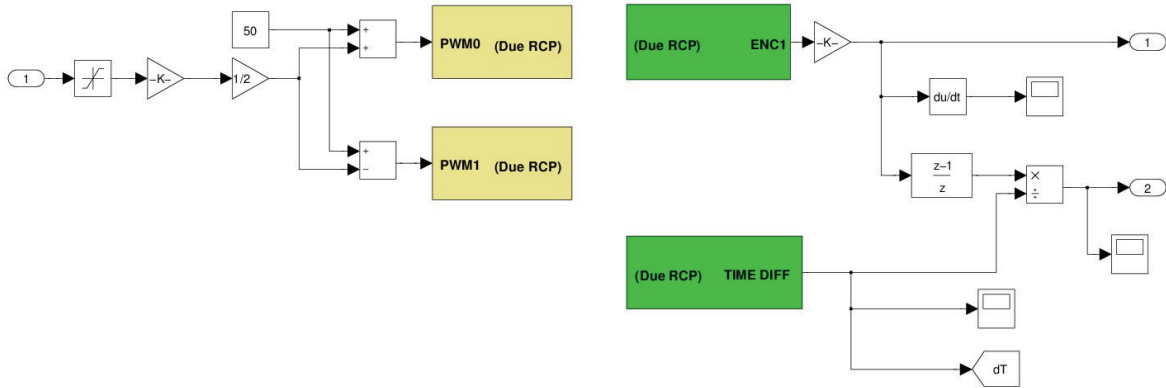 50
+
+
PWM0 (Due RCP)
1
-K-
1/2
+
−
PWM1 (Due RCP)
(Due RCP) ENC1
-K-
1
du/dt
z−1
z
×
÷
2
(Due RCP) TIME DIFF
dT